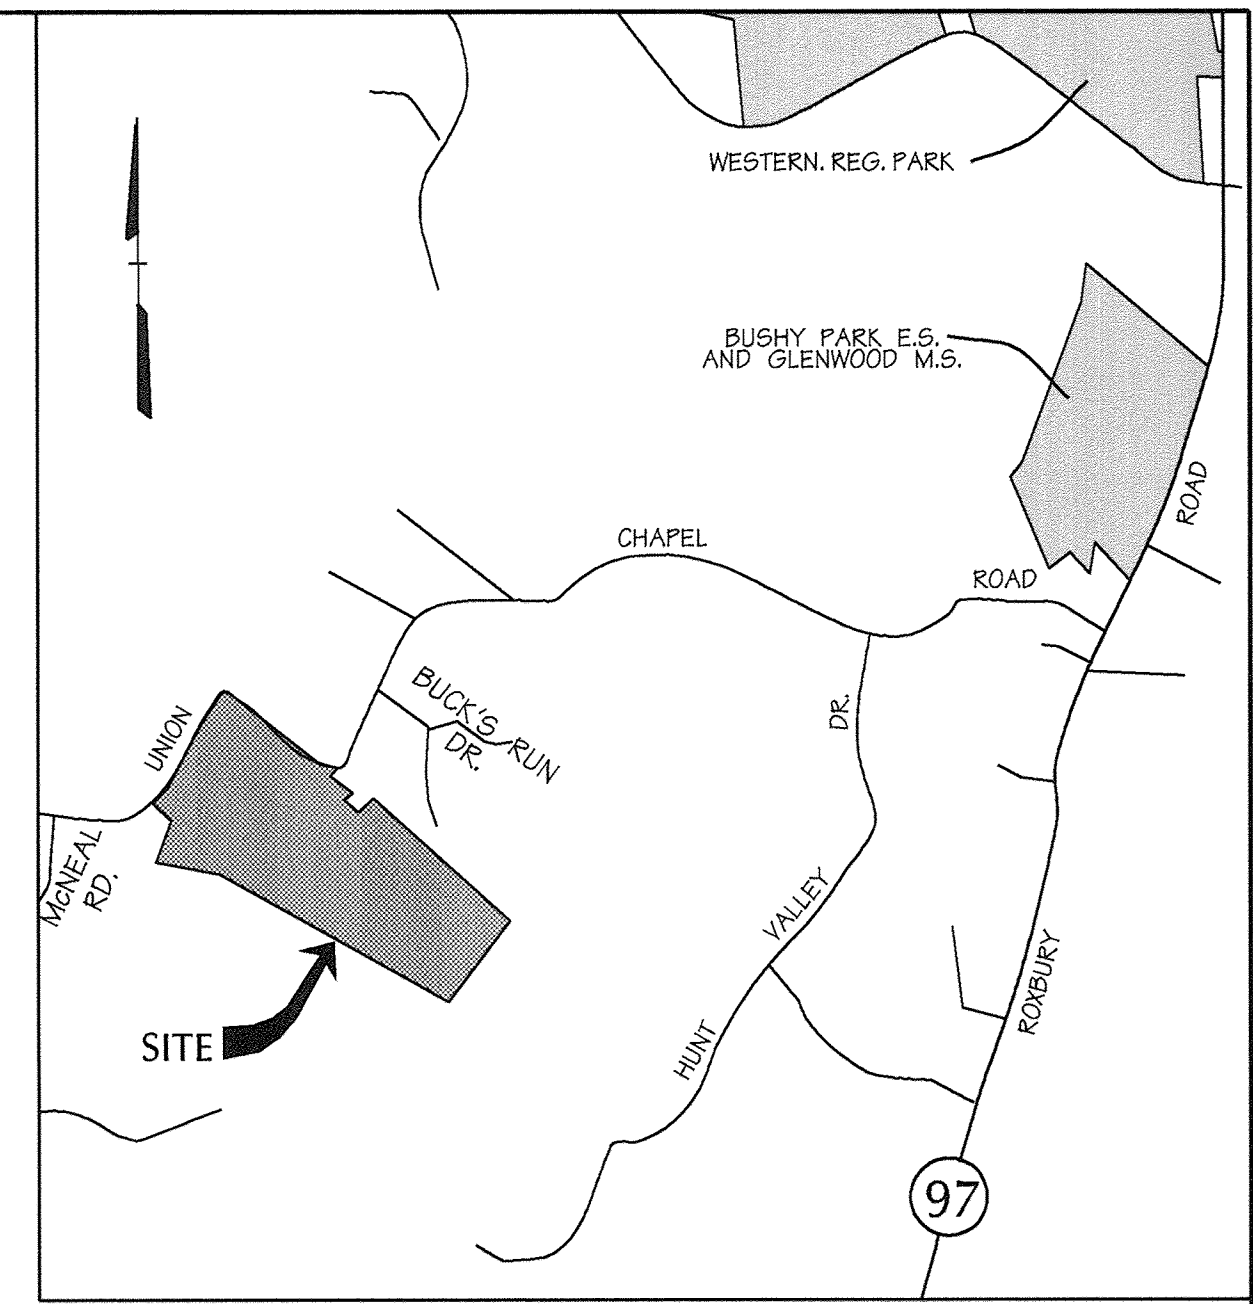 WESTERN. REG. PARK
BUSHY PARK E.S.
AND GLENWOOD M.S.
ROAD
CHAPEL
ROAD
BUCK'S RUN
DR.
UNION
DR.
McNEAL
RD.
VALLEY
ROXBURY
SITE
HUNT
97